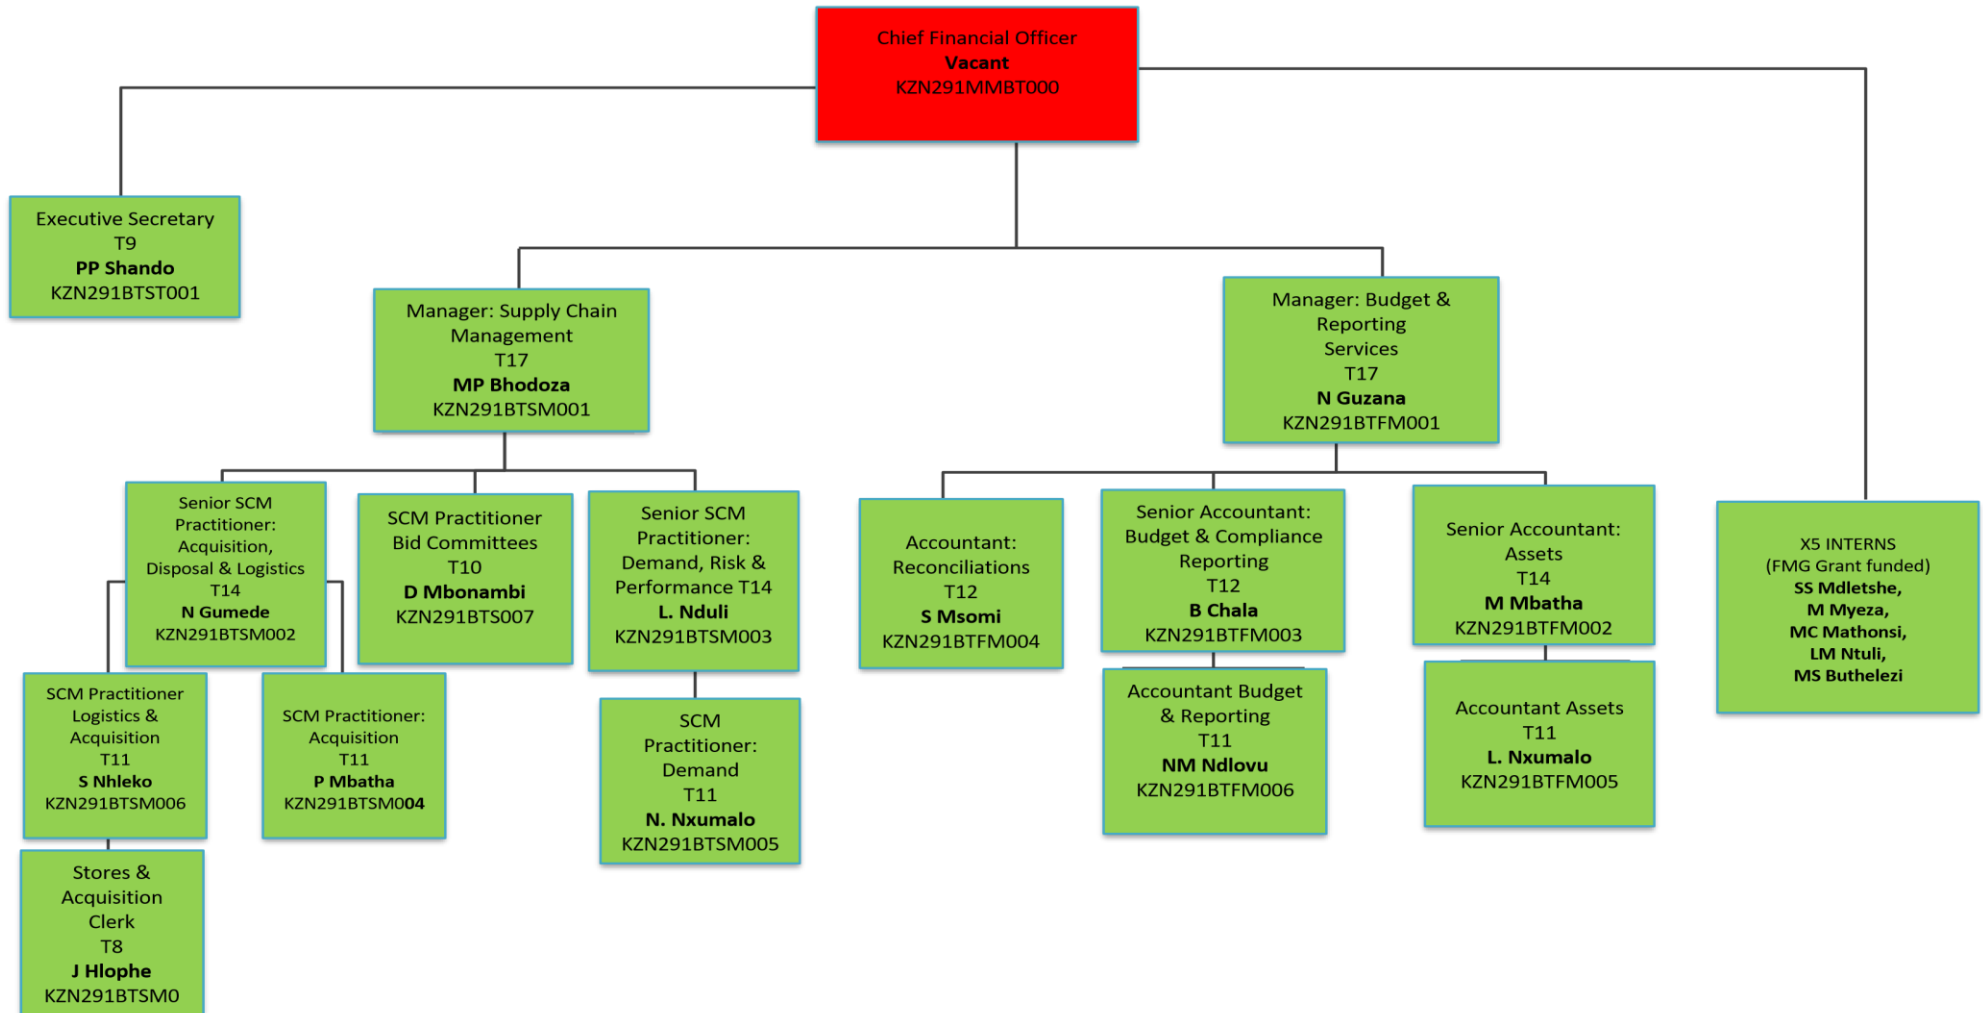 Chief Financial Officer
Vacant
KZN291MMBT000
Executive Secretary
T9
PP Shando
KZN291BTST001
Manager: Supply Chain
Management
T17
MP Bhodoza
KZN291BTSM001
Manager: Budget &
Reporting
Services
T17
N Guzana
KZN291BTFM001
Senior SCM
Practitioner:
Acquisition,
Disposal & Logistics
T14
N Gumede
KZN291BTSM002
SCM Practitioner
Bid Committees
T10
D Mbonambi
KZN291BTS007
Senior SCM
Practitioner:
Demand, Risk &
Performance T14
L. Nduli
KZN291BTSM003
Accountant:
Reconciliations
T12
S Msomi
KZN291BTFM004
Senior Accountant:
Budget & Compliance
Reporting
T12
B Chala
KZN291BTFM003
Senior Accountant:
Assets
T14
M Mbatha
KZN291BTFM002
X5 INTERNS
(FMG Grant funded)
SS Mdletshe,
M Myeza,
MC Mathonsi,
LM Ntuli,
MS Buthelezi
SCM Practitioner
Logistics &
Acquisition
T11
S Nhleko
KZN291BTSM006
SCM Practitioner:
Acquisition
T11
P Mbatha
KZN291BTSM004
SCM
Practitioner:
Demand
T11
N. Nxumalo
KZN291BTSM005
Accountant Budget
& Reporting
T11
NM Ndlovu
KZN291BTFM006
Accountant Assets
T11
L. Nxumalo
KZN291BTFM005
Stores &
Acquisition
Clerk
T8
J Hlophe
KZN291BTSM0